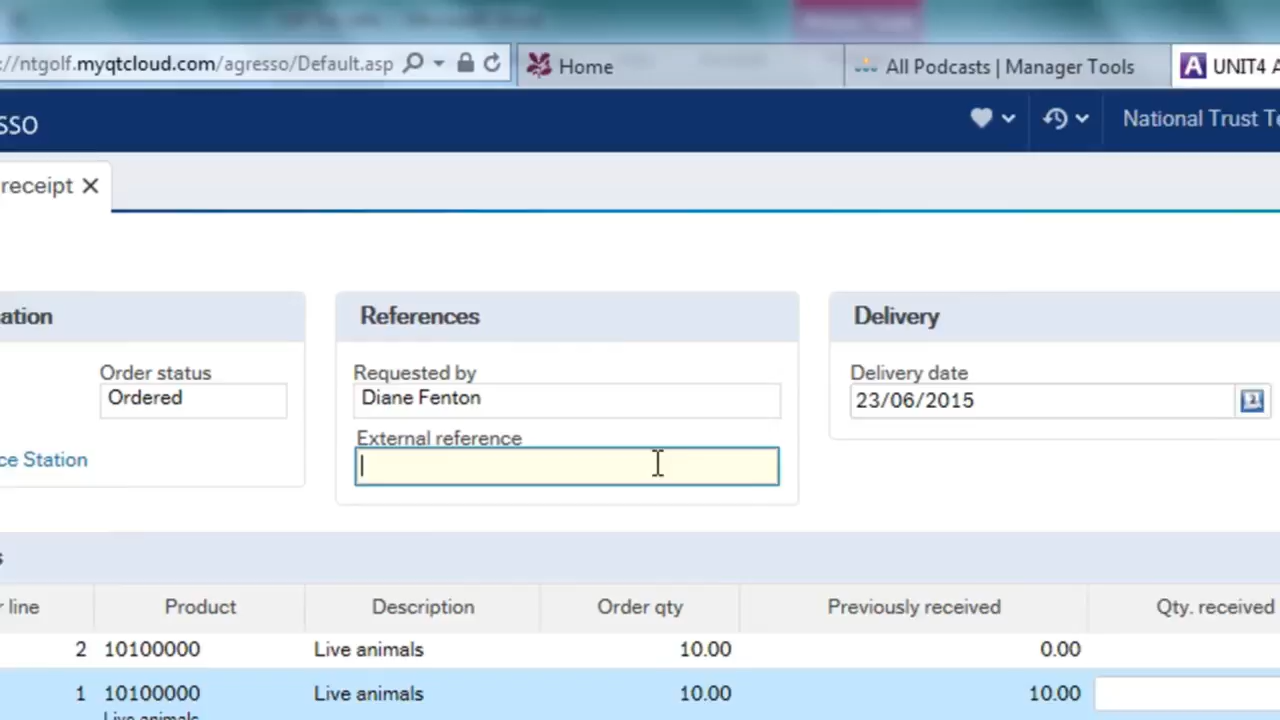 ://ntgolf.myqtcloud.com/agresso/Default.asp
Home
All Podcasts | Manager Tools
A UNIT4 A
SSO
National Trust Te
receipt
ation
References
Delivery
Order status
Requested by
Delivery date
Ordered
Diane Fenton
23/06/2015
External reference
ce Station
s
r line Product Description Order qty Previously received Qty. received
2 10100000 Live animals 10.00 0.00
1 10100000 Live animals 10.00 10.00
Live animals